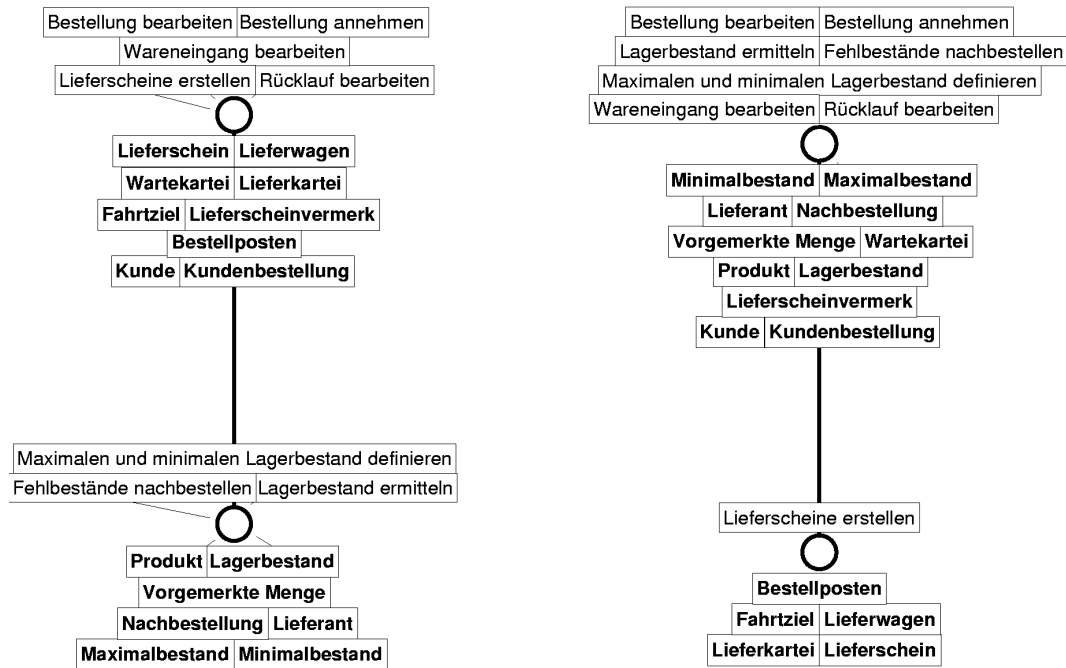 Bestellung bearbeiten Bestellung annehmen
Wareneingang bearbeiten
Lieferscheine erstellen Rücklauf bearbeiten
Lieferschein Lieferwagen
Wartekartei Lieferkartei
Fahrtziel Lieferscheinvermerk
Bestellposten
Kunde Kundenbestellung
Maximalen und minimalen Lagerbestand definieren
Fehlbestände nachbestellen Lagerbestand ermitteln
Produkt Lagerbestand
Vorgemerkte Menge
Nachbestellung Lieferant
Maximalbestand Minimalbestand
Bestellung bearbeiten Bestellung annehmen
Lagerbestand ermitteln Fehlbestände nachbestellen
Maximalen und minimalen Lagerbestand definieren
Wareneingang bearbeiten Rücklauf bearbeiten
Minimalbestand Maximalbestand
Lieferant Nachbestellung
Vorgemerkte Menge Wartekartei
Produkt Lagerbestand
Lieferscheinvermerk
Kunde Kundenbestellung
Lieferscheine erstellen
Bestellposten
Fahrtziel Lieferwagen
Lieferkartei Lieferschein